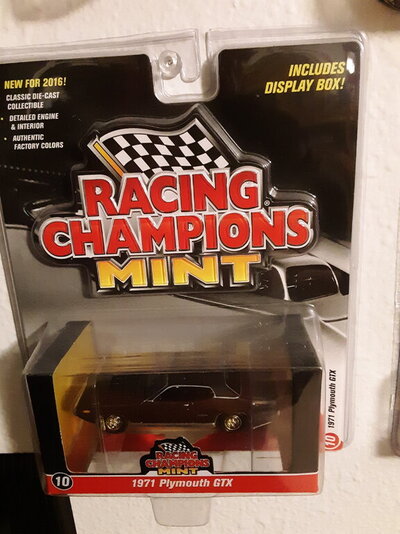 NEW FOR 2016!
CLASSIC DIE-CAST
COLLECTIBLE
• DETAILED ENGINE
& INTERIOR
• AUTHENTIC
FACTORY COLORS
INCLUDES
DISPLAY BOX!
RACING
CHAMPIONS
MINT
10 1971 Plymouth GTX
RACING
CHAMPIONS
MINT
10
1971 Plymouth GTX